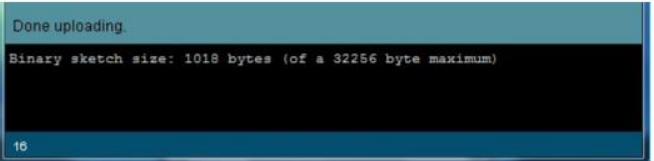 Done uploading.
Binary sketch size: 1018 bytes (of a 32256 byte maximum)
16